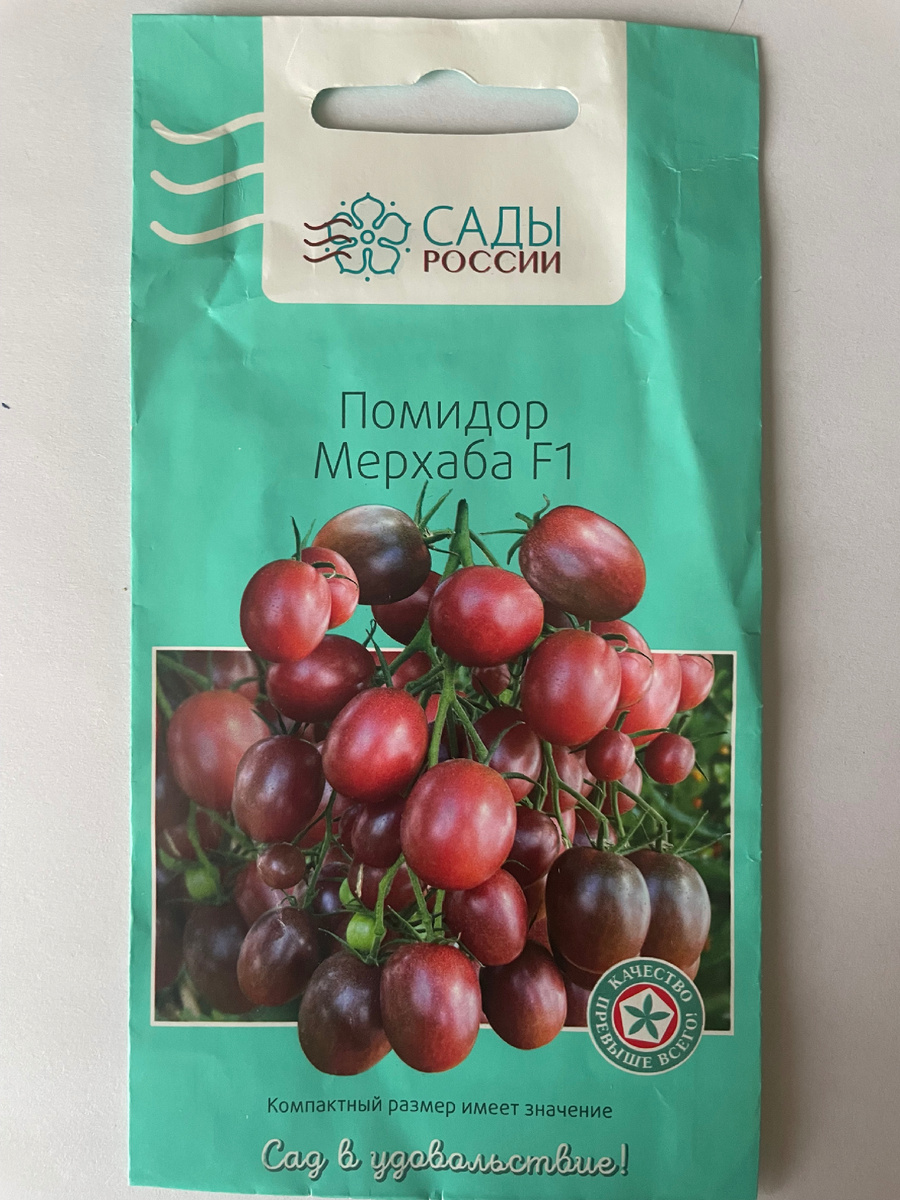 САДЫ
РОССИИ
Помидор
Мерхаба F1
КАЧЕСТВО
ПРЕВЫШЕ ВСЕГО!
Компактный размер имеет значение
Сад в удовольствие!